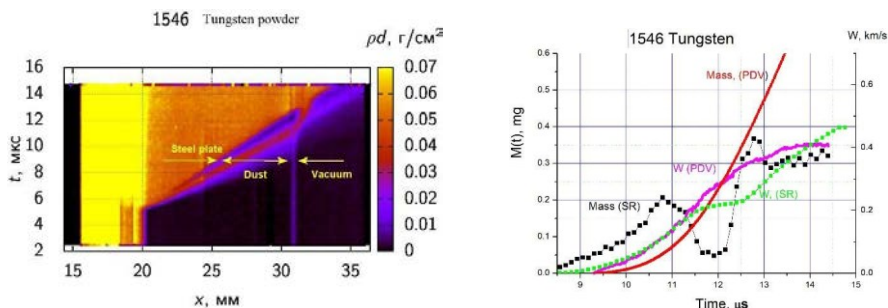 1546 Tungsten powder
ρd, г/см²
16
14
12
10
8
6
4
2
t, мкс
Steel plate
Dust
Vacuum
15 20 25 30 35
x, мм
0.07
0.06
0.05
0.04
0.03
0.02
0.01
0
1546 Tungsten
W, km/s
M(t), mg
0.6
0.5
0.4
0.3
0.2
0.1
0.0
Mass, (PDV)
W (PDV)
Mass (SR)
W, (SR)
0.6
0.4
0.2
0.0
9 10 11 12 13 14 15
Time, µs